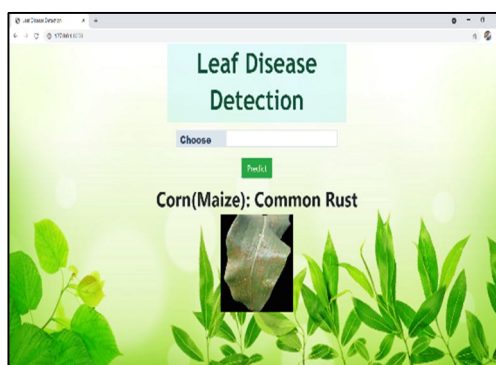 Leaf Disease Detection
Leaf Disease
Detection
Choose
Predict
Corn(Maize): Common Rust